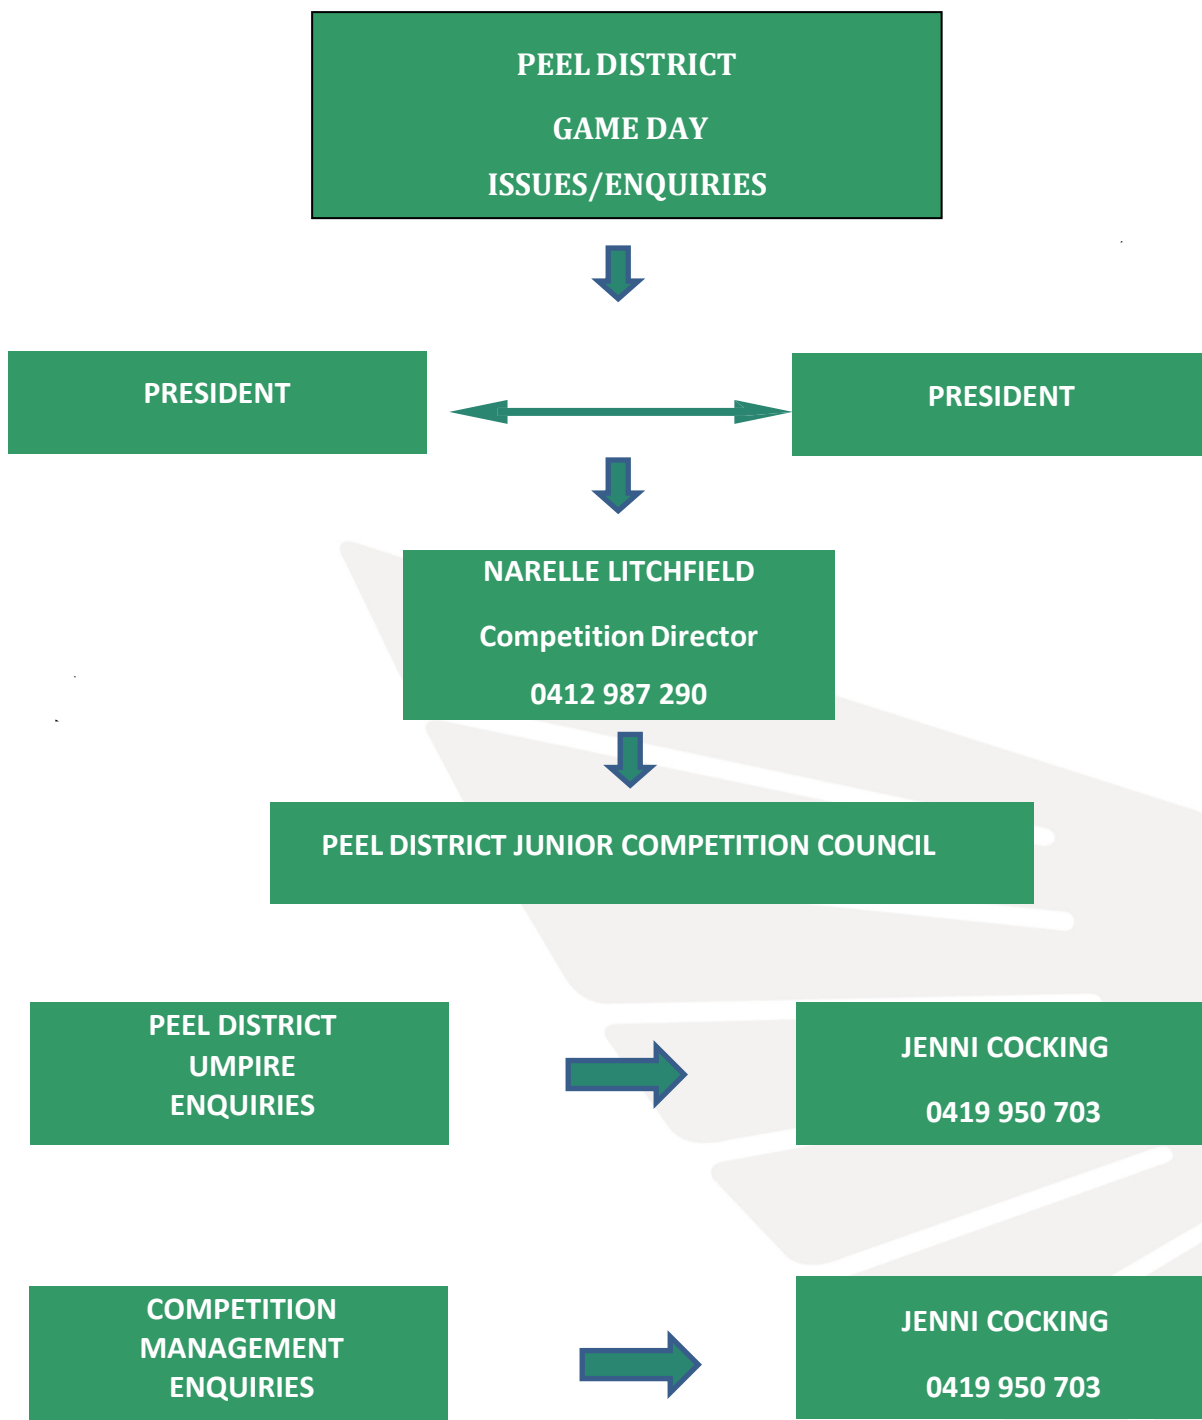 PEEL DISTRICT
GAME DAY
ISSUES/ENQUIRIES
PRESIDENT
PRESIDENT
NARELLE LITCHFIELD
Competition Director
0412 987 290
PEEL DISTRICT JUNIOR COMPETITION COUNCIL
PEEL DISTRICT
UMPIRE
ENQUIRIES
JENNI COCKING
0419 950 703
COMPETITION
MANAGEMENT
ENQUIRIES
JENNI COCKING
0419 950 703